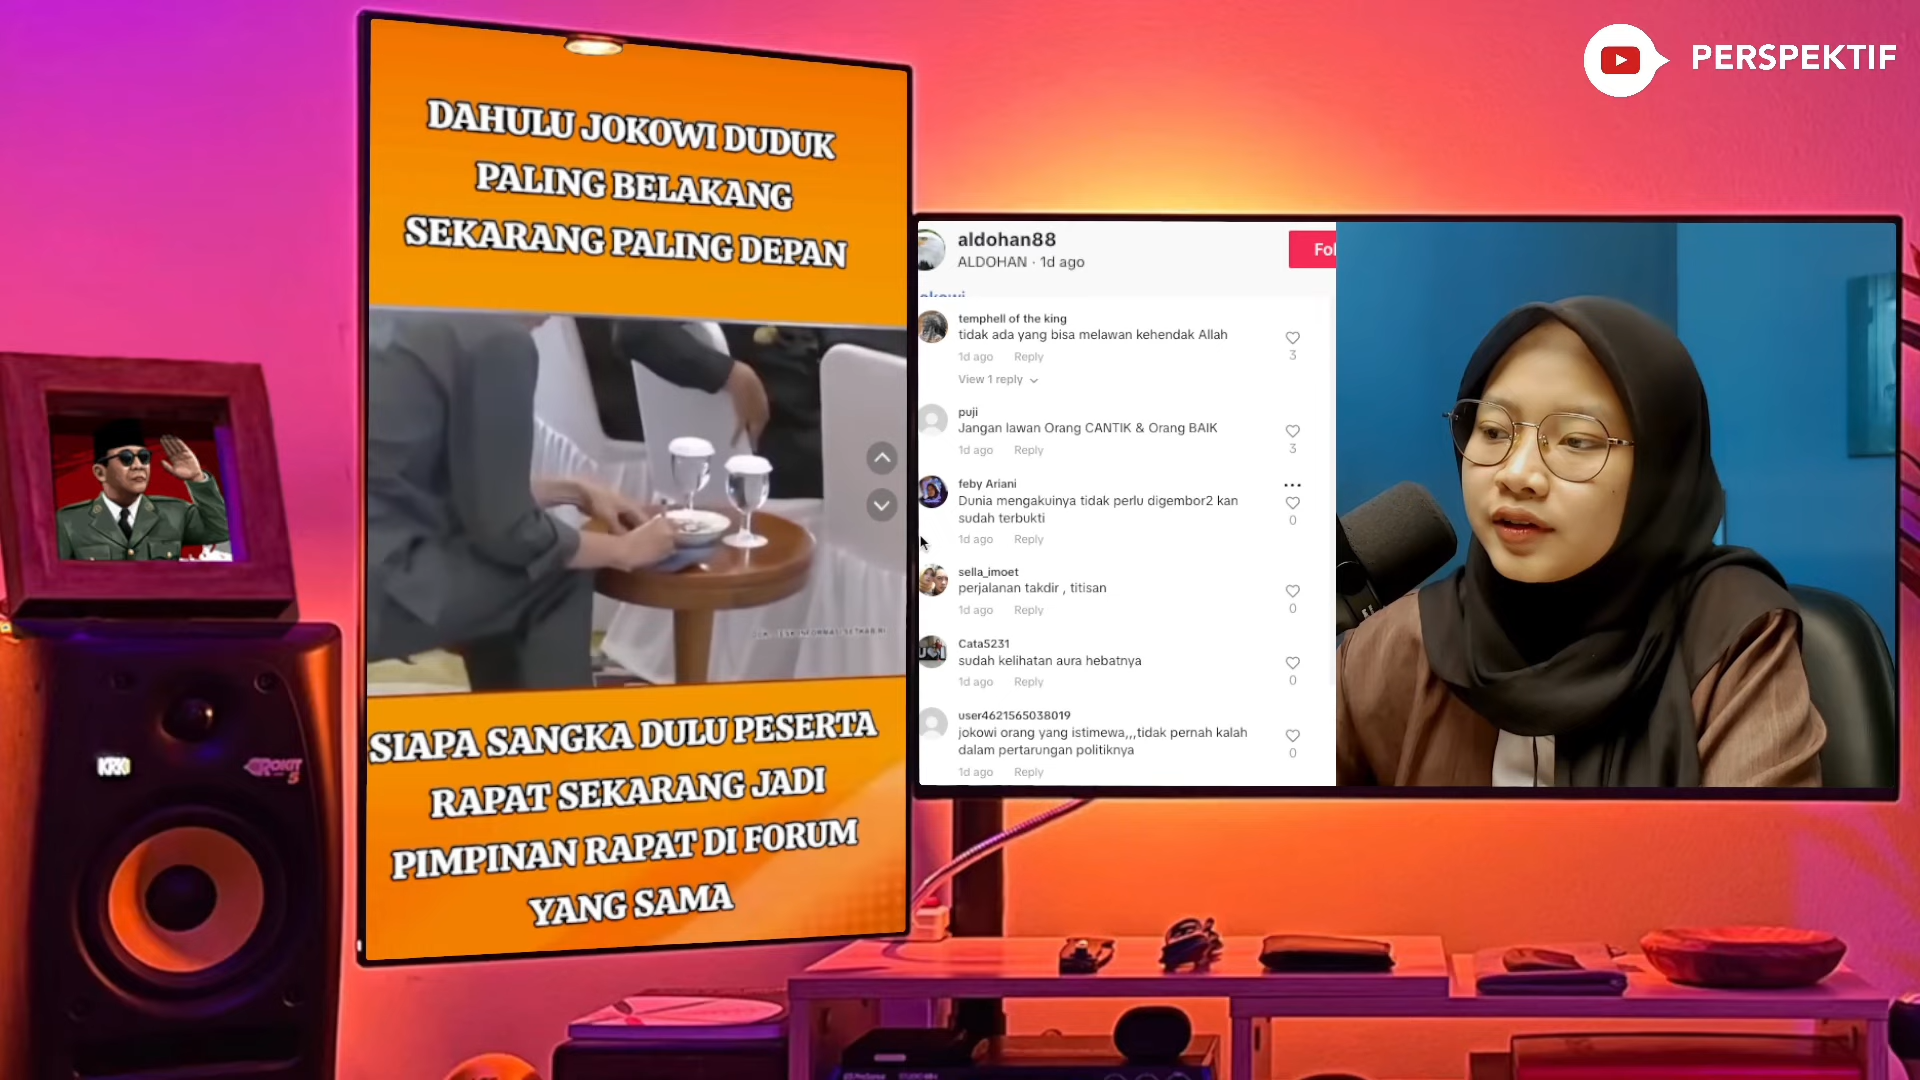 PERSPEKTIF
DAHULU JOKOWI DUDUK
PALING BELAKANG
SEKARANG PALING DEPAN
SIAPA SANGKA DULU PESERTA
RAPAT SEKARANG JADI
PIMPINAN RAPAT DI FORUM
YANG SAMA
aldohan88
ALDOHAN · 1d ago
Fol
okowi
temphell of the king
tidak ada yang bisa melawan kehendak Allah
3
1d ago Reply
View 1 reply
puji
Jangan lawan Orang CANTIK & Orang BAIK
3
1d ago Reply
feby Ariani
Dunia mengakuinya tidak perlu digembor2 kan
sudah terbukti
0
1d ago Reply
sella_imoet
perjalanan takdir , titisan
0
1d ago Reply
Cata5231
sudah kelihatan aura hebatnya
0
1d ago Reply
user4621565038019
jokowi orang yang istimewa,,,tidak pernah kalah
dalam pertarungan politiknya
0
1d ago Reply
KRK
ROKIT
5